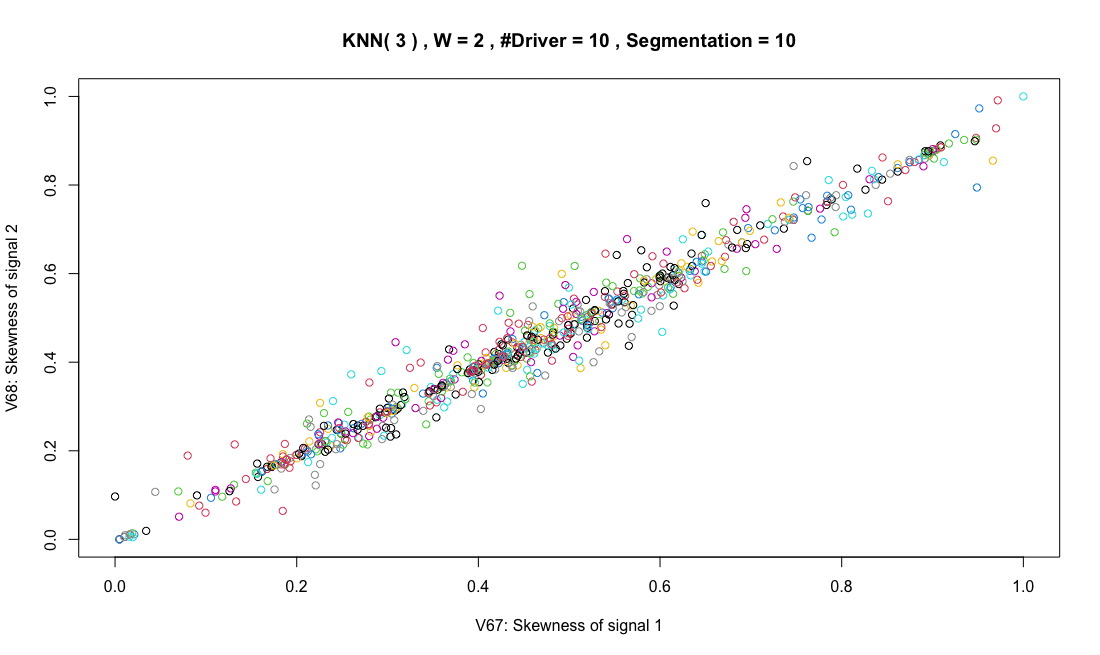 KNN( 3 ) , W = 2 , #Driver = 10 , Segmentation = 10
V68: Skewness of signal 2
1.0
0.8
0.6
0.4
0.2
0.0
0.0 0.2 0.4 0.6 0.8 1.0
V67: Skewness of signal 1